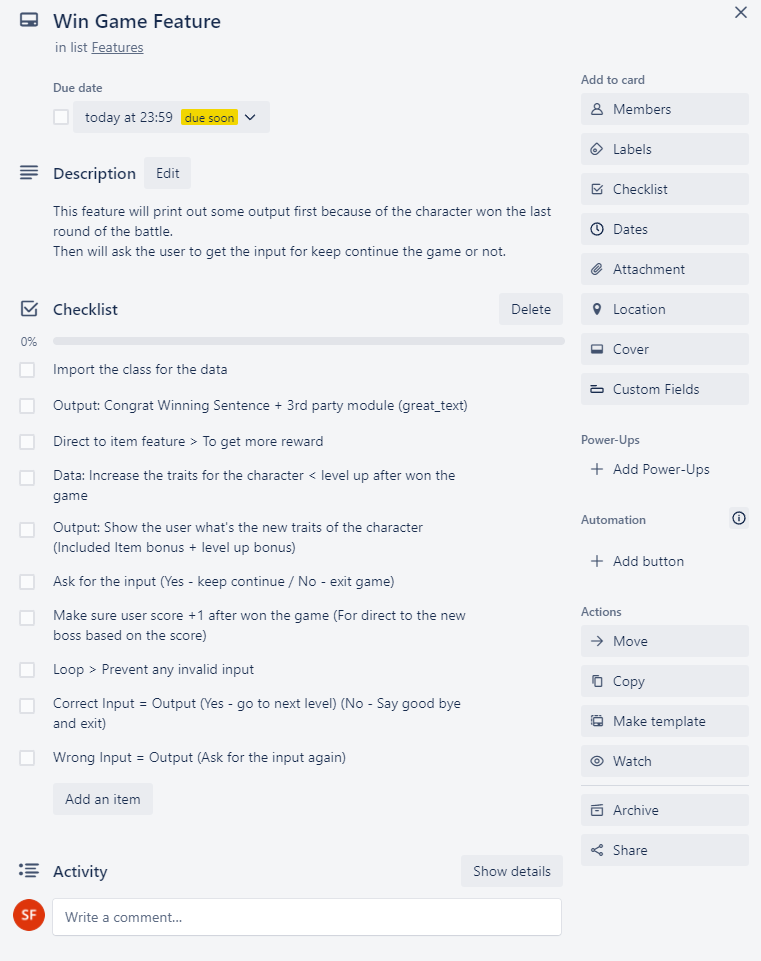 Win Game Feature
in list Features
Due date
today at 23:59 due soon
Description Edit
This feature will print out some output first because of the character won the last
round of the battle.
Then will ask the user to get the input for keep continue the game or not.
Checklist Delete
0%
Import the class for the data
Output: Congrat Winning Sentence + 3rd party module (great_text)
Direct to item feature > To get more reward
Data: Increase the traits for the character < level up after won the
game
Output: Show the user what's the new traits of the character
(Included Item bonus + level up bonus)
Ask for the input (Yes - keep continue / No - exit game)
Make sure user score +1 after won the game (For direct to the new
boss based on the score)
Loop > Prevent any invalid input
Correct Input = Output (Yes - go to next level) (No - Say good bye
and exit)
Wrong Input = Output (Ask for the input again)
Add an item
Activity Show details
SF
Write a comment...
Add to card
Members
Labels
Checklist
Dates
Attachment
Location
Cover
Custom Fields
Power-Ups
Add Power-Ups
Automation
Add button
Actions
Move
Copy
Make template
Watch
Archive
Share